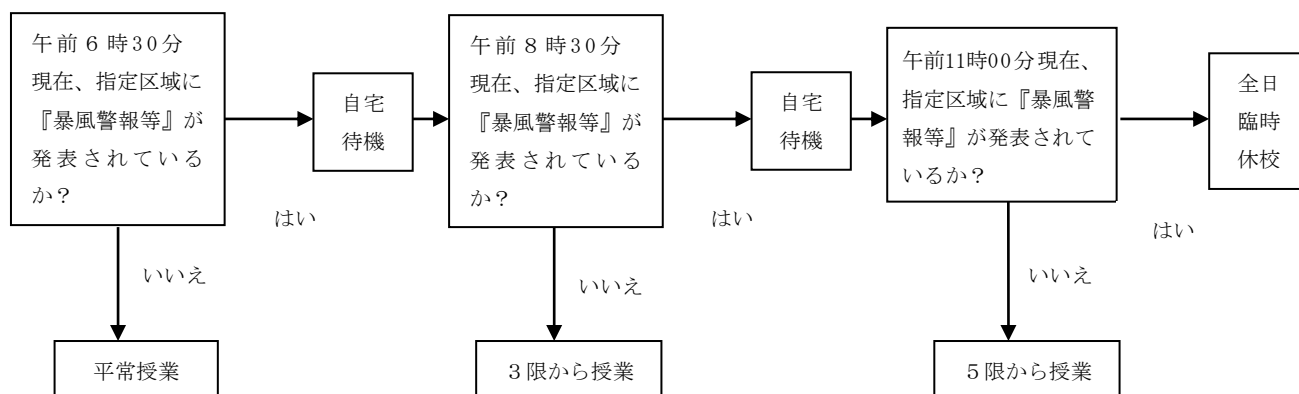 午前６時30分
現在、指定区域に
『暴風警報等』が
発表されている
か？
はい
いいえ
平常授業
自宅
待機
午前８時30分
現在、指定区域に
『暴風警報等』が
発表されている
か？
はい
いいえ
３限から授業
自宅
待機
午前11時00分現在、
指定区域に『暴風警
報等』が発表されて
いるか？
はい
いいえ
５限から授業
全日
臨時
休校